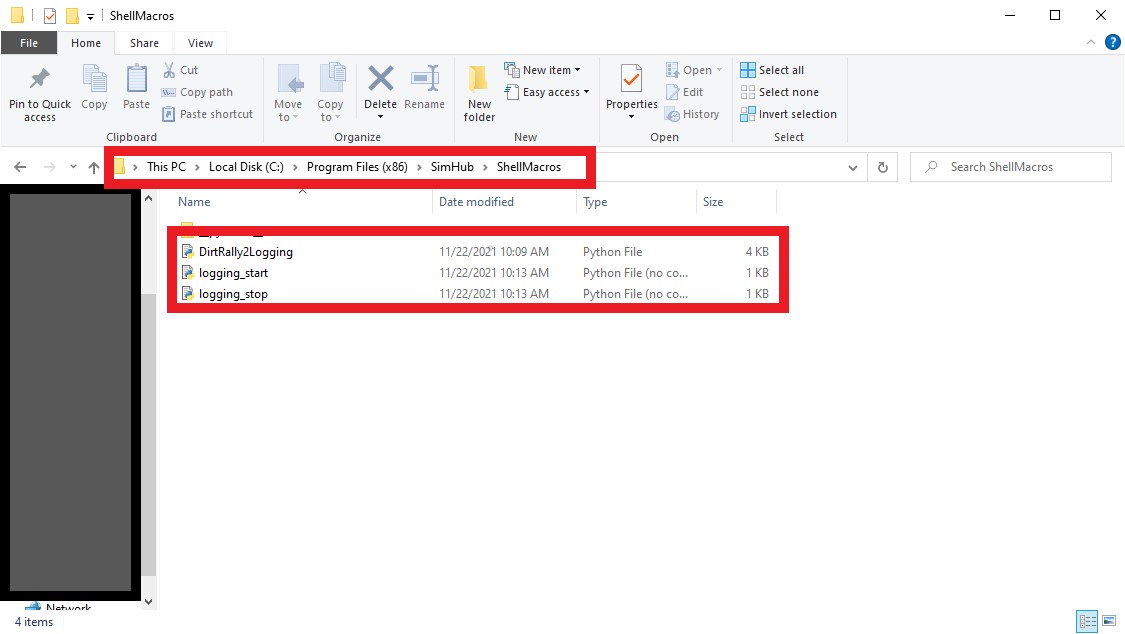 ShellMacros
File Home Share View
Pin to Quick access
Copy
Paste
Cut
Copy path
Paste shortcut
Clipboard
Move to
Copy to
Delete
Rename
Organize
New folder
New item
Easy access
New
Properties
Open
Edit
History
Open
Select all
Select none
Invert selection
Select
This PC > Local Disk (C:) > Program Files (x86) > SimHub > ShellMacros
Search ShellMacros
Name Date modified Type Size
DirtRally2Logging 11/22/2021 10:09 AM Python File 4 KB
logging_start 11/22/2021 10:13 AM Python File (no co... 1 KB
logging_stop 11/22/2021 10:13 AM Python File (no co... 1 KB
Network
4 items